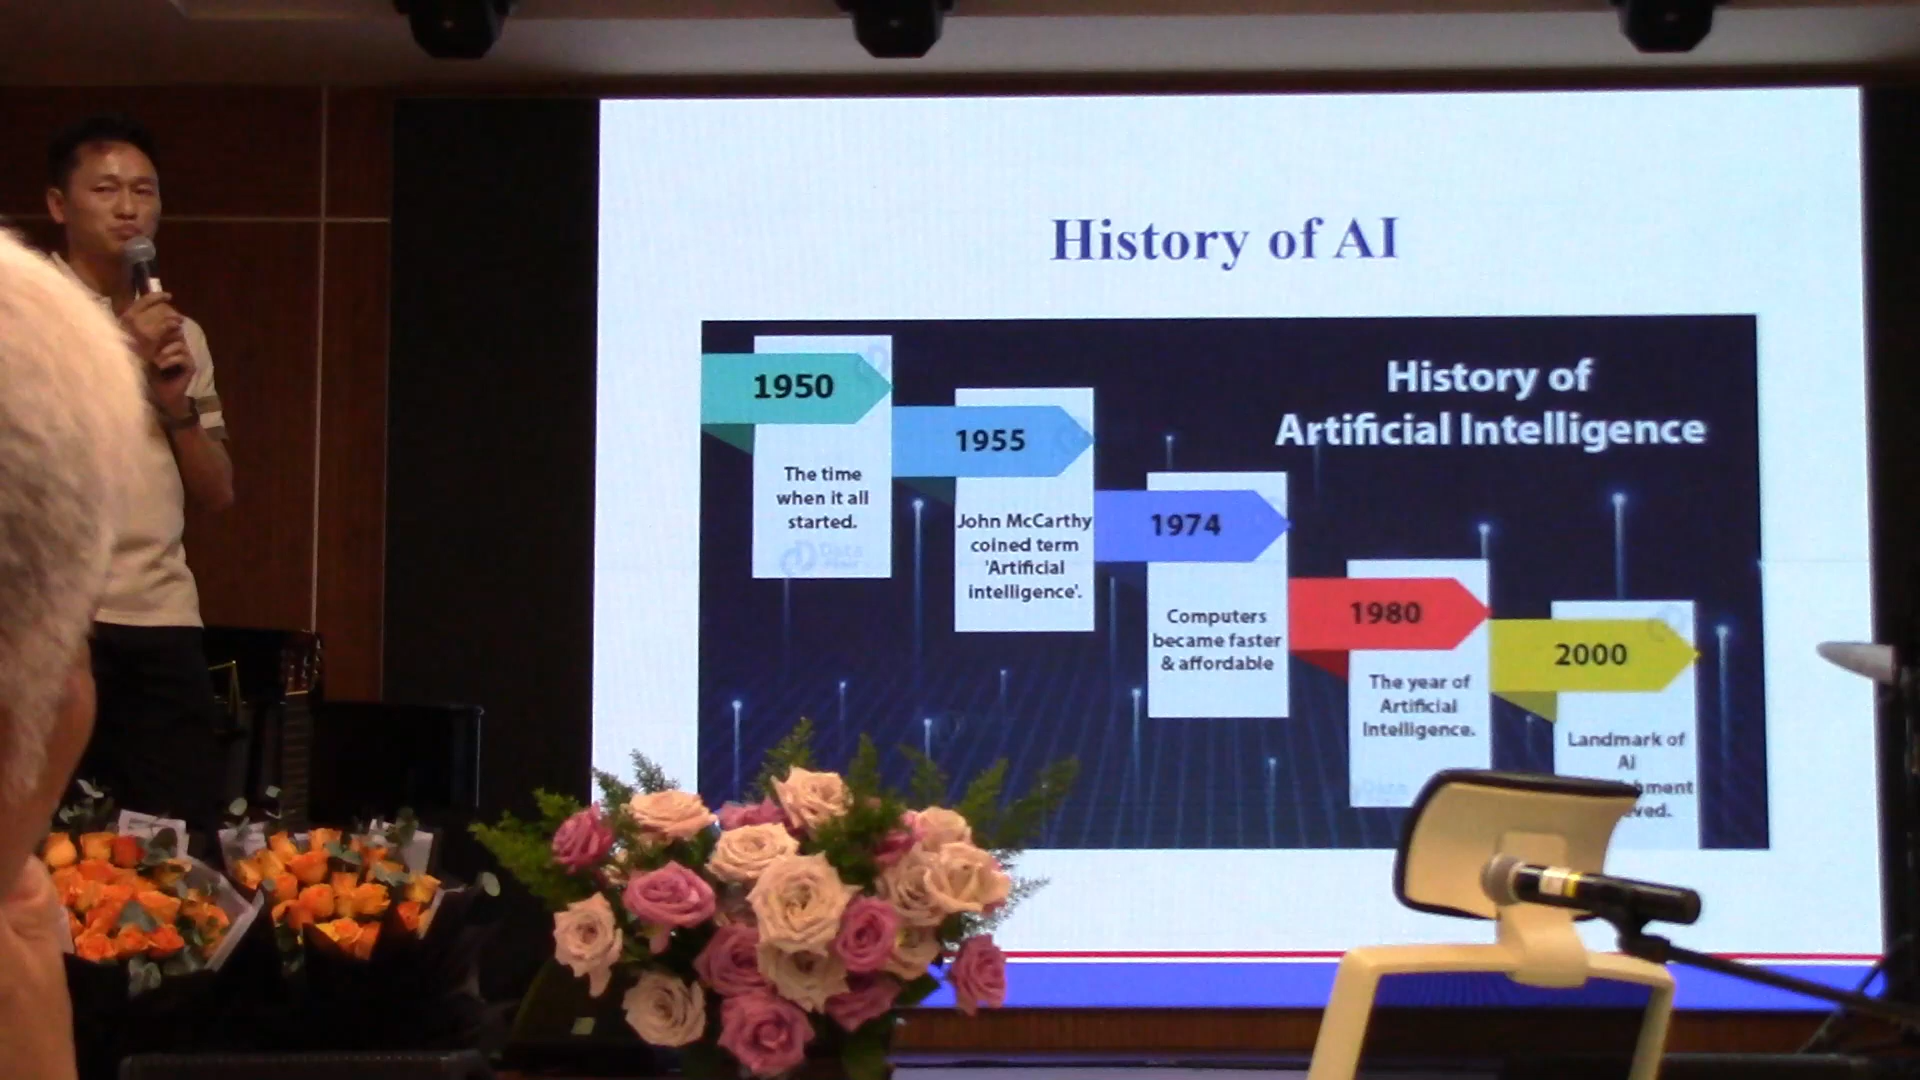 History of AI
History of
Artificial Intelligence
1950
The time
when it all
started.
Data
1955
John McCarthy
coined term
'Artificial
intelligence'.
1974
Computers
became faster
& affordable
1980
The year of
Artificial
Intelligence.
2000
Landmark of
AI